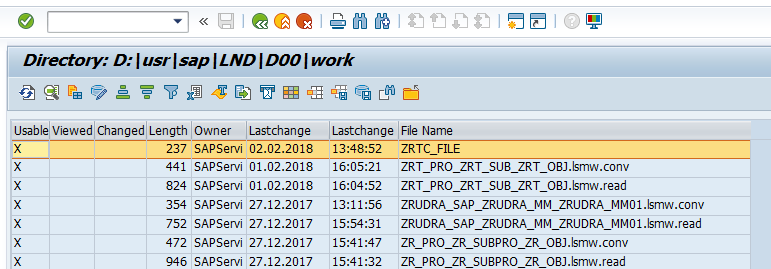 Directory: D:\usr\sap\LND\D00\work
Usable Viewed Changed Length Owner Lastchange Lastchange File Name
X 237 SAPServi 02.02.2018 13:48:52 ZRTC_FILE
X 441 SAPServi 01.02.2018 16:05:21 ZRT_PRO_ZRT_SUB_ZRT_OBJ.lsmw.conv
X 824 SAPServi 01.02.2018 16:04:52 ZRT_PRO_ZRT_SUB_ZRT_OBJ.lsmw.read
X 354 SAPServi 27.12.2017 13:11:56 ZRUDRA_SAP_ZRUDRA_MM_ZRUDRA_MM01.lsmw.conv
X 752 SAPServi 27.12.2017 15:54:31 ZRUDRA_SAP_ZRUDRA_MM_ZRUDRA_MM01.lsmw.read
X 472 SAPServi 27.12.2017 15:41:47 ZR_PRO_ZR_SUBPRO_ZR_OBJ.lsmw.conv
X 946 SAPServi 27.12.2017 15:41:32 ZR_PRO_ZR_SUBPRO_ZR_OBJ.lsmw.read